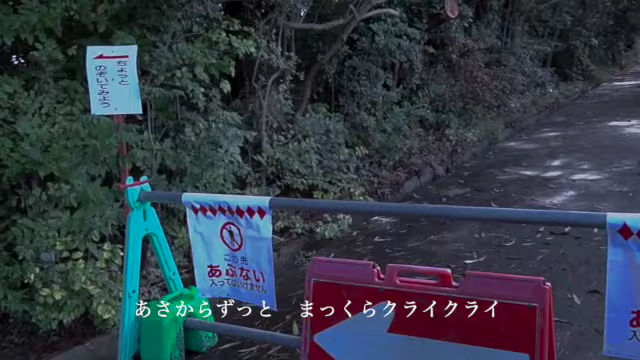 ちょっと
のぞいてみよう
この先
あぶない
入ってはいけません
あさからずっと　まっくらクライクライ